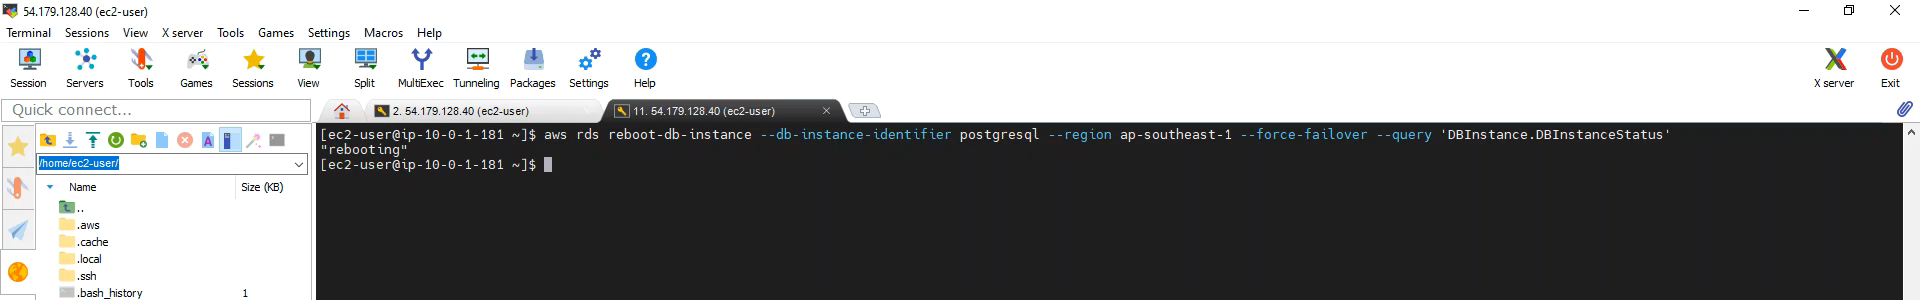 54.179.128.40 (ec2-user)
Terminal Sessions View X server Tools Games Settings Macros Help
Session Servers Tools Games Sessions View Split MultiExec Tunneling Packages Settings Help X server Exit
Quick connect...
2. 54.179.128.40 (ec2-user)
11. 54.179.128.40 (ec2-user)
/home/ec2-user/
Name Size (KB)
..
.aws
.cache
.local
.ssh
.bash_history 1
[ec2-user@ip-10-0-1-181 ~]$ aws rds reboot-db-instance --db-instance-identifier postgresql --region ap-southeast-1 --force-failover --query 'DBInstance.DBInstanceStatus'
"rebooting"
[ec2-user@ip-10-0-1-181 ~]$